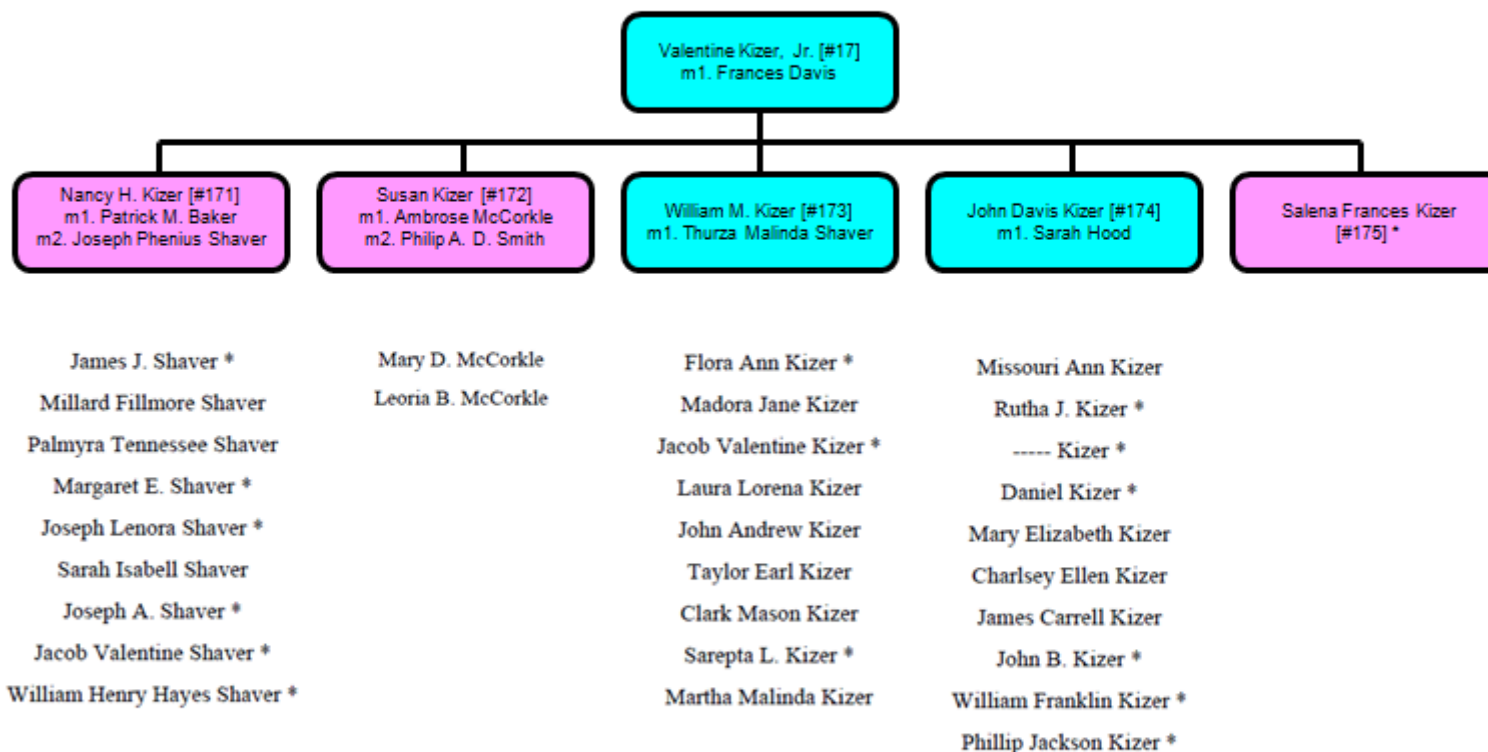 Valentine Kizer, Jr. [#17]
m1. Frances Davis
Nancy H. Kizer [#171]
m1. Patrick M. Baker
m2. Joseph Phenius Shaver
Susan Kizer [#172]
m1. Ambrose McCorkle
m2. Philip A. D. Smith
William M. Kizer [#173]
m1. Thurza Malinda Shaver
John Davis Kizer [#174]
m1. Sarah Hood
Salena Frances Kizer
[#175] *
James J. Shaver *
Millard Fillmore Shaver
Palmyra Tennessee Shaver
Margaret E. Shaver *
Joseph Lenora Shaver *
Sarah Isabell Shaver
Joseph A. Shaver *
Jacob Valentine Shaver *
William Henry Hayes Shaver *
Mary D. McCorkle
Leoria B. McCorkle
Flora Ann Kizer *
Madora Jane Kizer
Jacob Valentine Kizer *
Laura Lorena Kizer
John Andrew Kizer
Taylor Earl Kizer
Clark Mason Kizer
Sarepta L. Kizer *
Martha Malinda Kizer
Missouri Ann Kizer
Rutha J. Kizer *
----- Kizer *
Daniel Kizer *
Mary Elizabeth Kizer
Charlsey Ellen Kizer
James Carrell Kizer
John B. Kizer *
William Franklin Kizer *
Phillip Jackson Kizer *